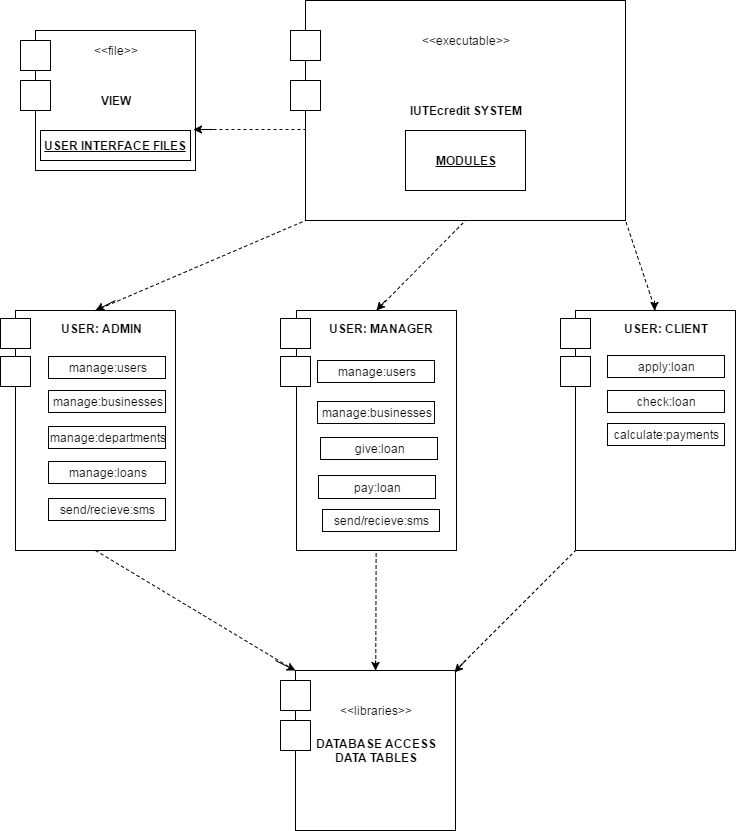 <<file>>
VIEW
USER INTERFACE FILES
<<executable>>
IUTEcredit SYSTEM
MODULES
USER: ADMIN
manage:users
manage:businesses
manage:departments
manage:loans
send/recieve:sms
USER: MANAGER
manage:users
manage:businesses
give:loan
pay:loan
send/recieve:sms
USER: CLIENT
apply:loan
check:loan
calculate:payments
<<libraries>>
DATABASE ACCESS
DATA TABLES